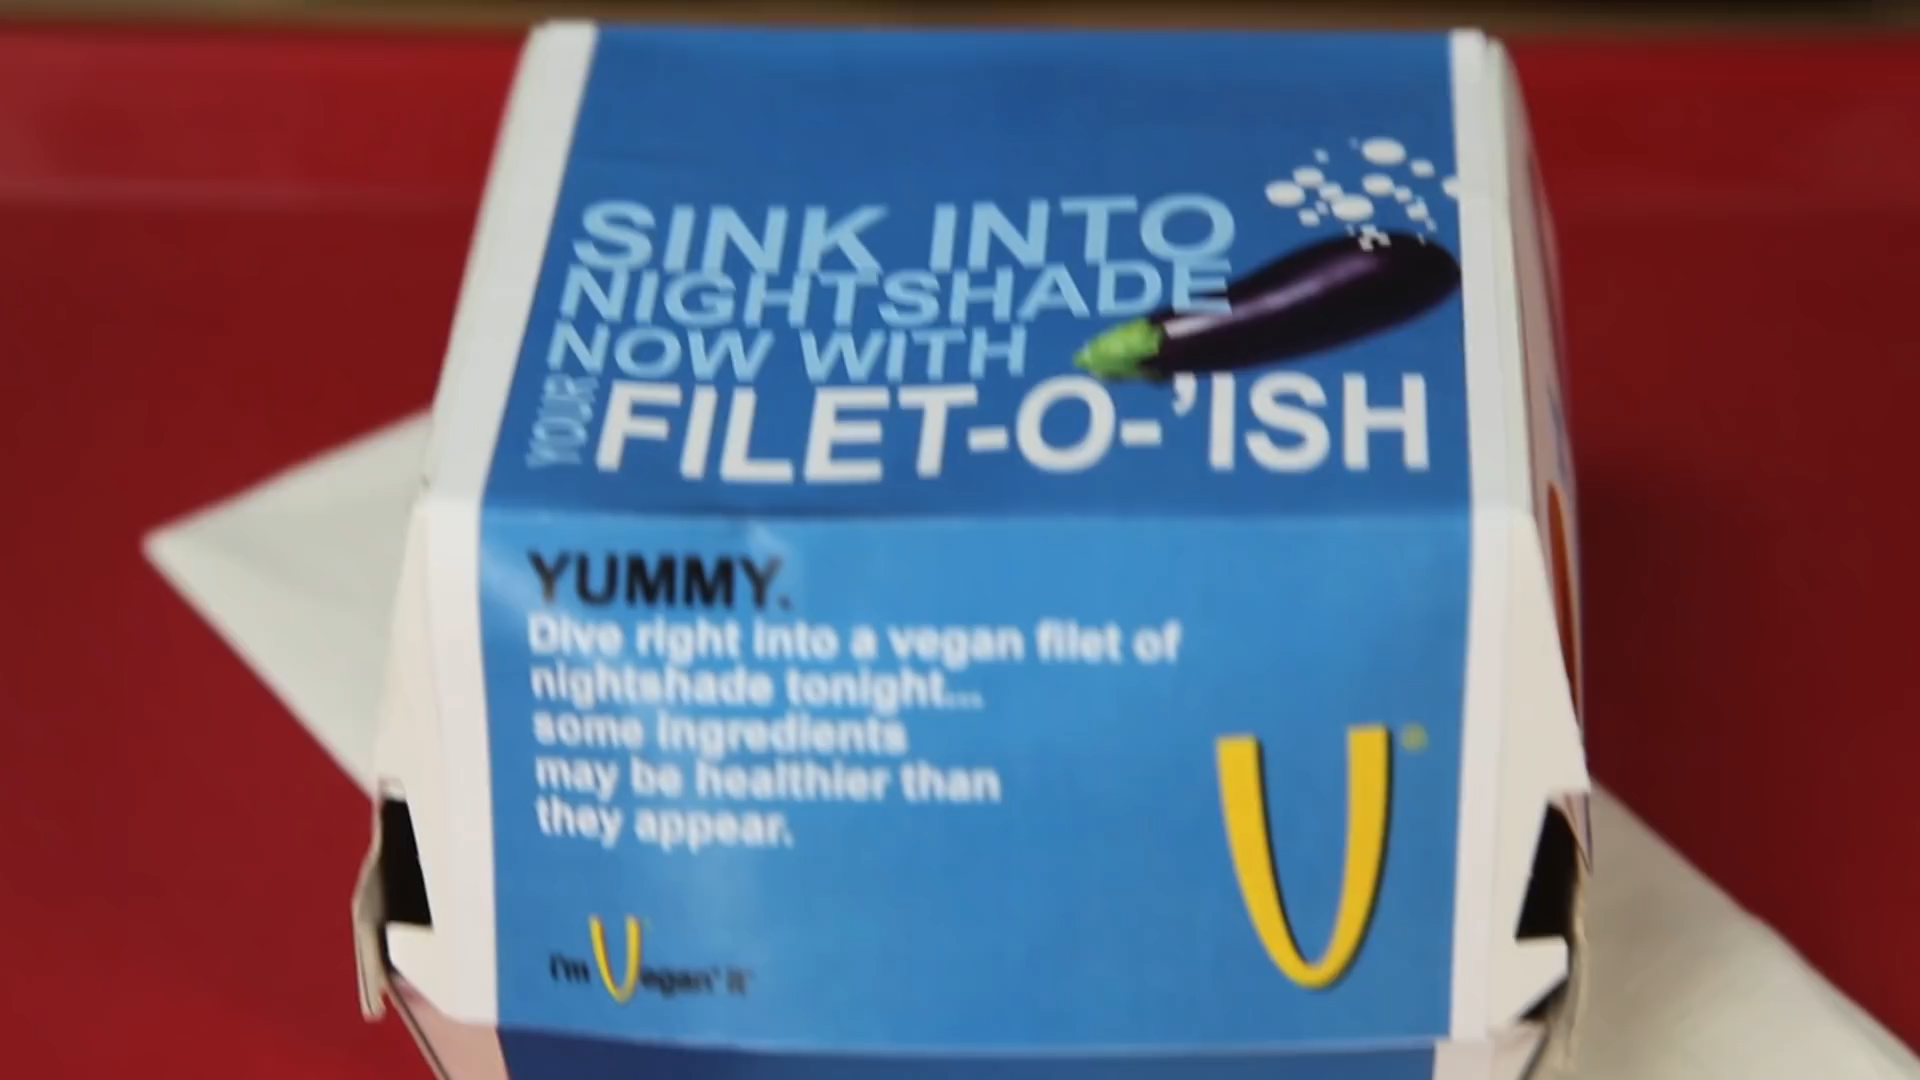 SINK INTO
NIGHTSHADE
NOW WITH
YOUR FILET-O-'ISH
YUMMY.
Dive right into a vegan filet of
nightshade tonight...
some ingredients
may be healthier than
they appear.
V
i'm Vegan' it